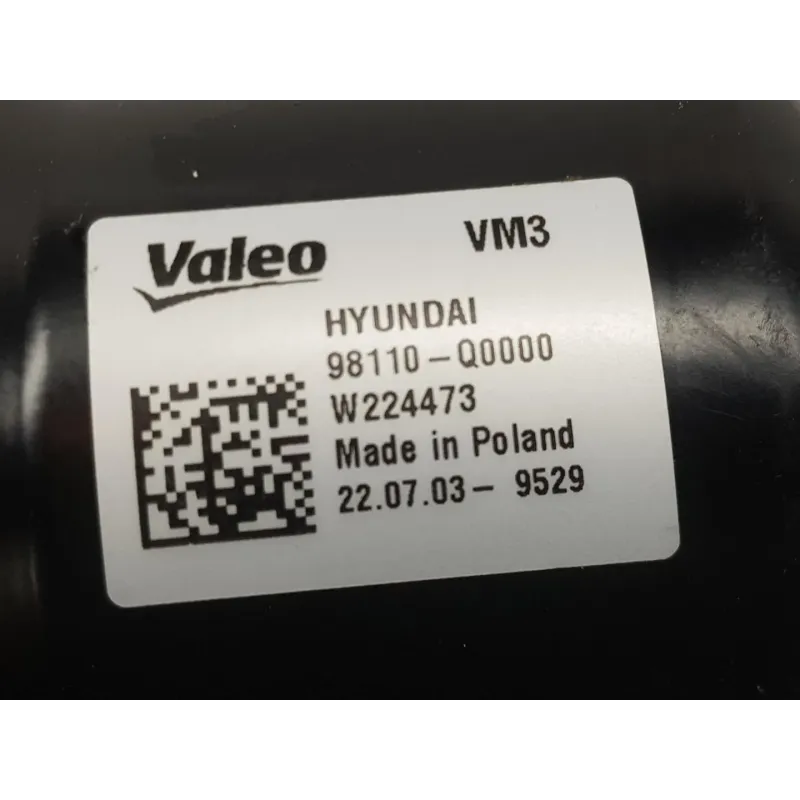 Valeo VM3
HYUNDAI
98110-Q0000
W224473
Made in Poland
22.07.03- 9529